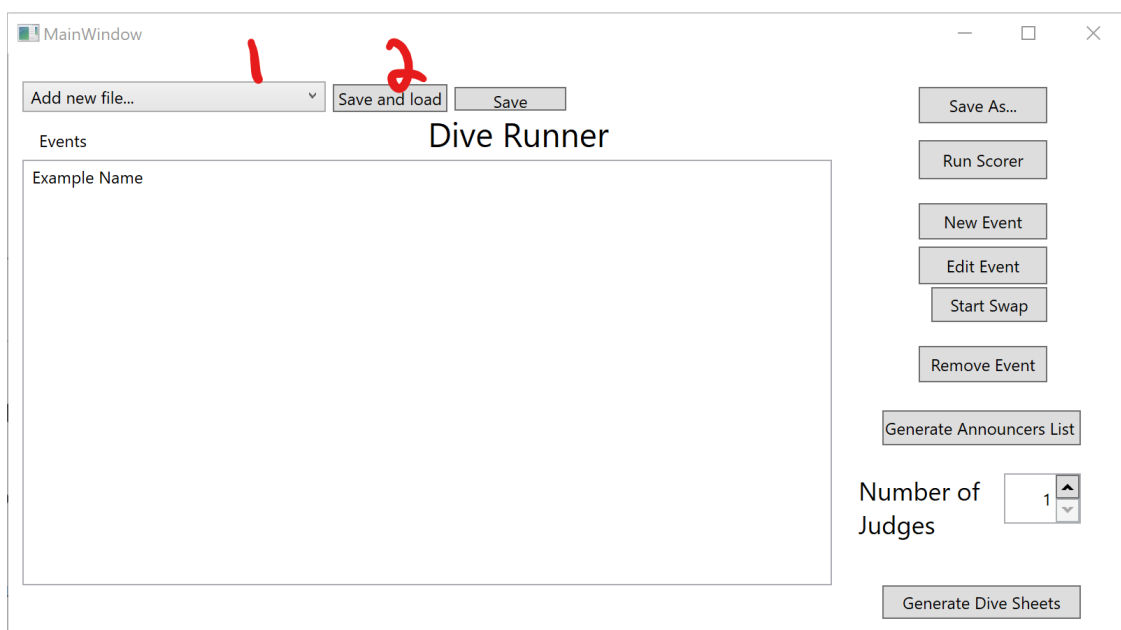 MainWindow
1 2
Add new file... Save and load Save Save As...
Dive Runner
Events
Run Scorer
Example Name
New Event
Edit Event
Start Swap
Remove Event
Generate Announcers List
Number of 1
Judges
Generate Dive Sheets